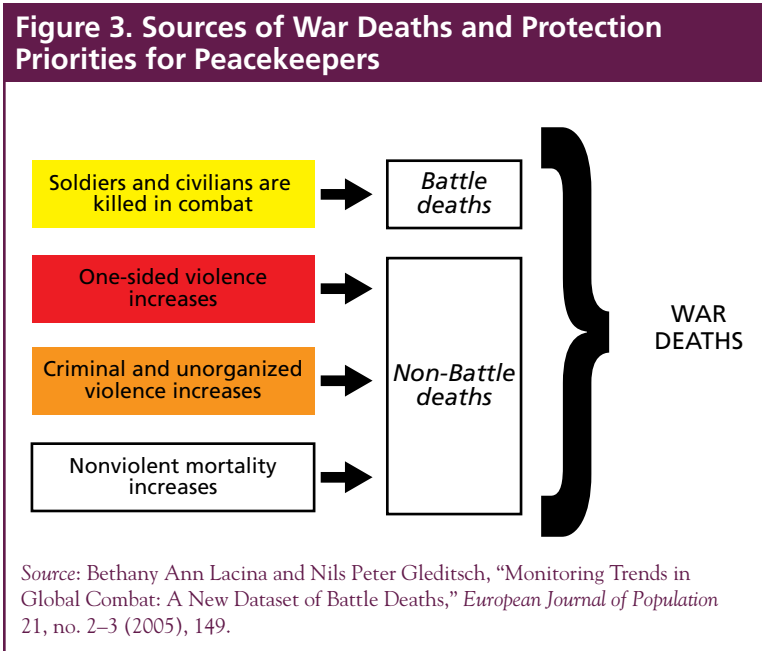 Figure 3. Sources of War Deaths and Protection
Priorities for Peacekeepers
Soldiers and civilians are
killed in combat
Battle
deaths
One-sided violence
increases
Criminal and unorganized
violence increases
Nonviolent mortality
increases
Non-Battle
deaths
WAR
DEATHS
Source: Bethany Ann Lacina and Nils Peter Gleditsch, “Monitoring Trends in
Global Combat: A New Dataset of Battle Deaths,” European Journal of Population
21, no. 2–3 (2005), 149.